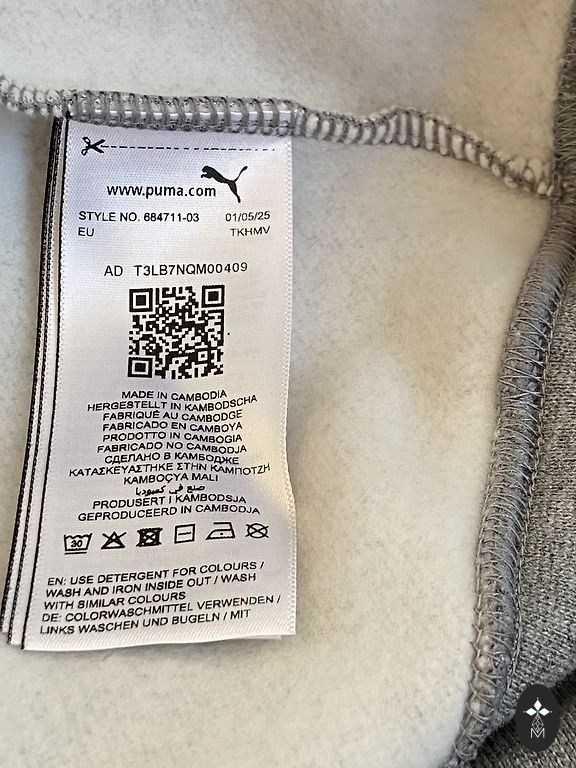 www.puma.com
STYLE NO. 684711-03 01/05/25
EU TKHMV
AD T3LB7NQM00409
MADE IN CAMBODIA
HERGESTELLT IN KAMBODSCHA
FABRIQUÉ AU CAMBODGE
FABRICADO EN CAMBOYA
PRODOTTO IN CAMBOGIA
FABRICADO NO CAMBODJA
СДЕЛАНО В КАМБОДЖЕ
ΚΑΤΑΣΚΕΥΑΣΤΗΚΕ ΣΤΗΝ ΚΑΜΠΟΤΖΗ
KAMBOÇYA MALI
صنع في كمبوديا
PRODUSERT I KAMBODSJA
GEPRODUCEERD IN CAMBODJA
30
EN: USE DETERGENT FOR COLOURS /
WASH AND IRON INSIDE OUT / WASH
WITH SIMILAR COLOURS
DE: COLORWASCHMITTEL VERWENDEN /
LINKS WASCHEN UND BUGELN / MIT
M